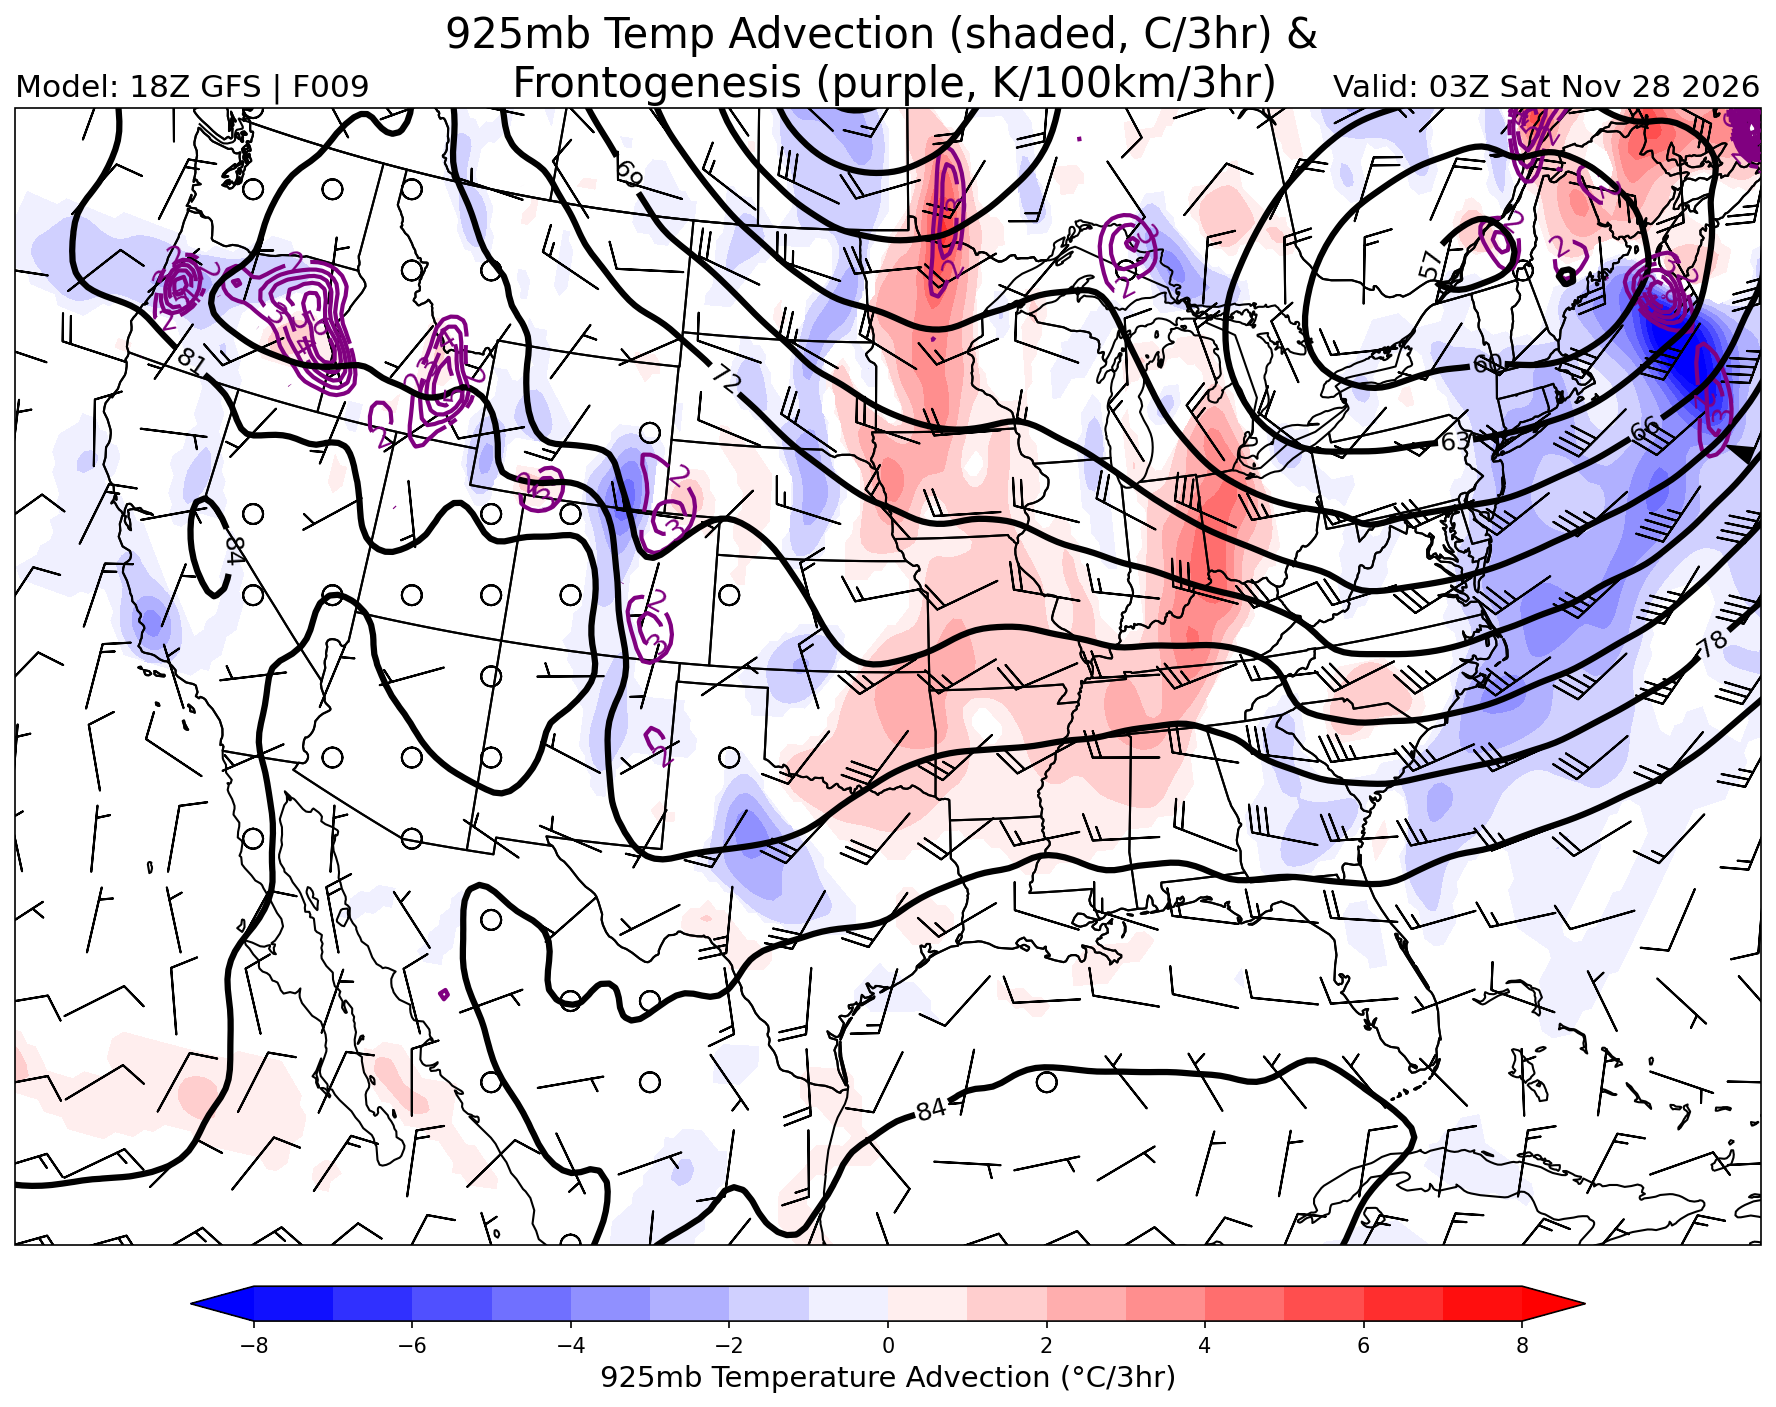 925mb Temp Advection (shaded, C/3hr) &
Model: 18Z GFS | F009
Frontogenesis (purple, K/100km/3hr)
Valid: 03Z Sat Nov 28 2026
69
57
81
72
60
63
66
84
78
84
−8 −6 −4 −2 0 2 4 6 8
925mb Temperature Advection (°C/3hr)